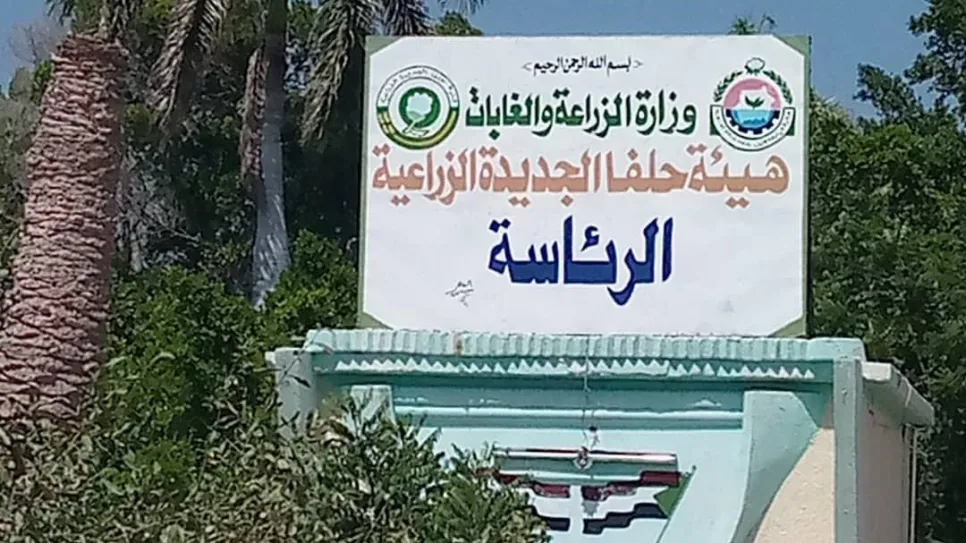 بسم الله الرحمن الرحيم
وزارة الزراعة والغابات
هيئة حلفا الجديدة الزراعية
الرئاسة